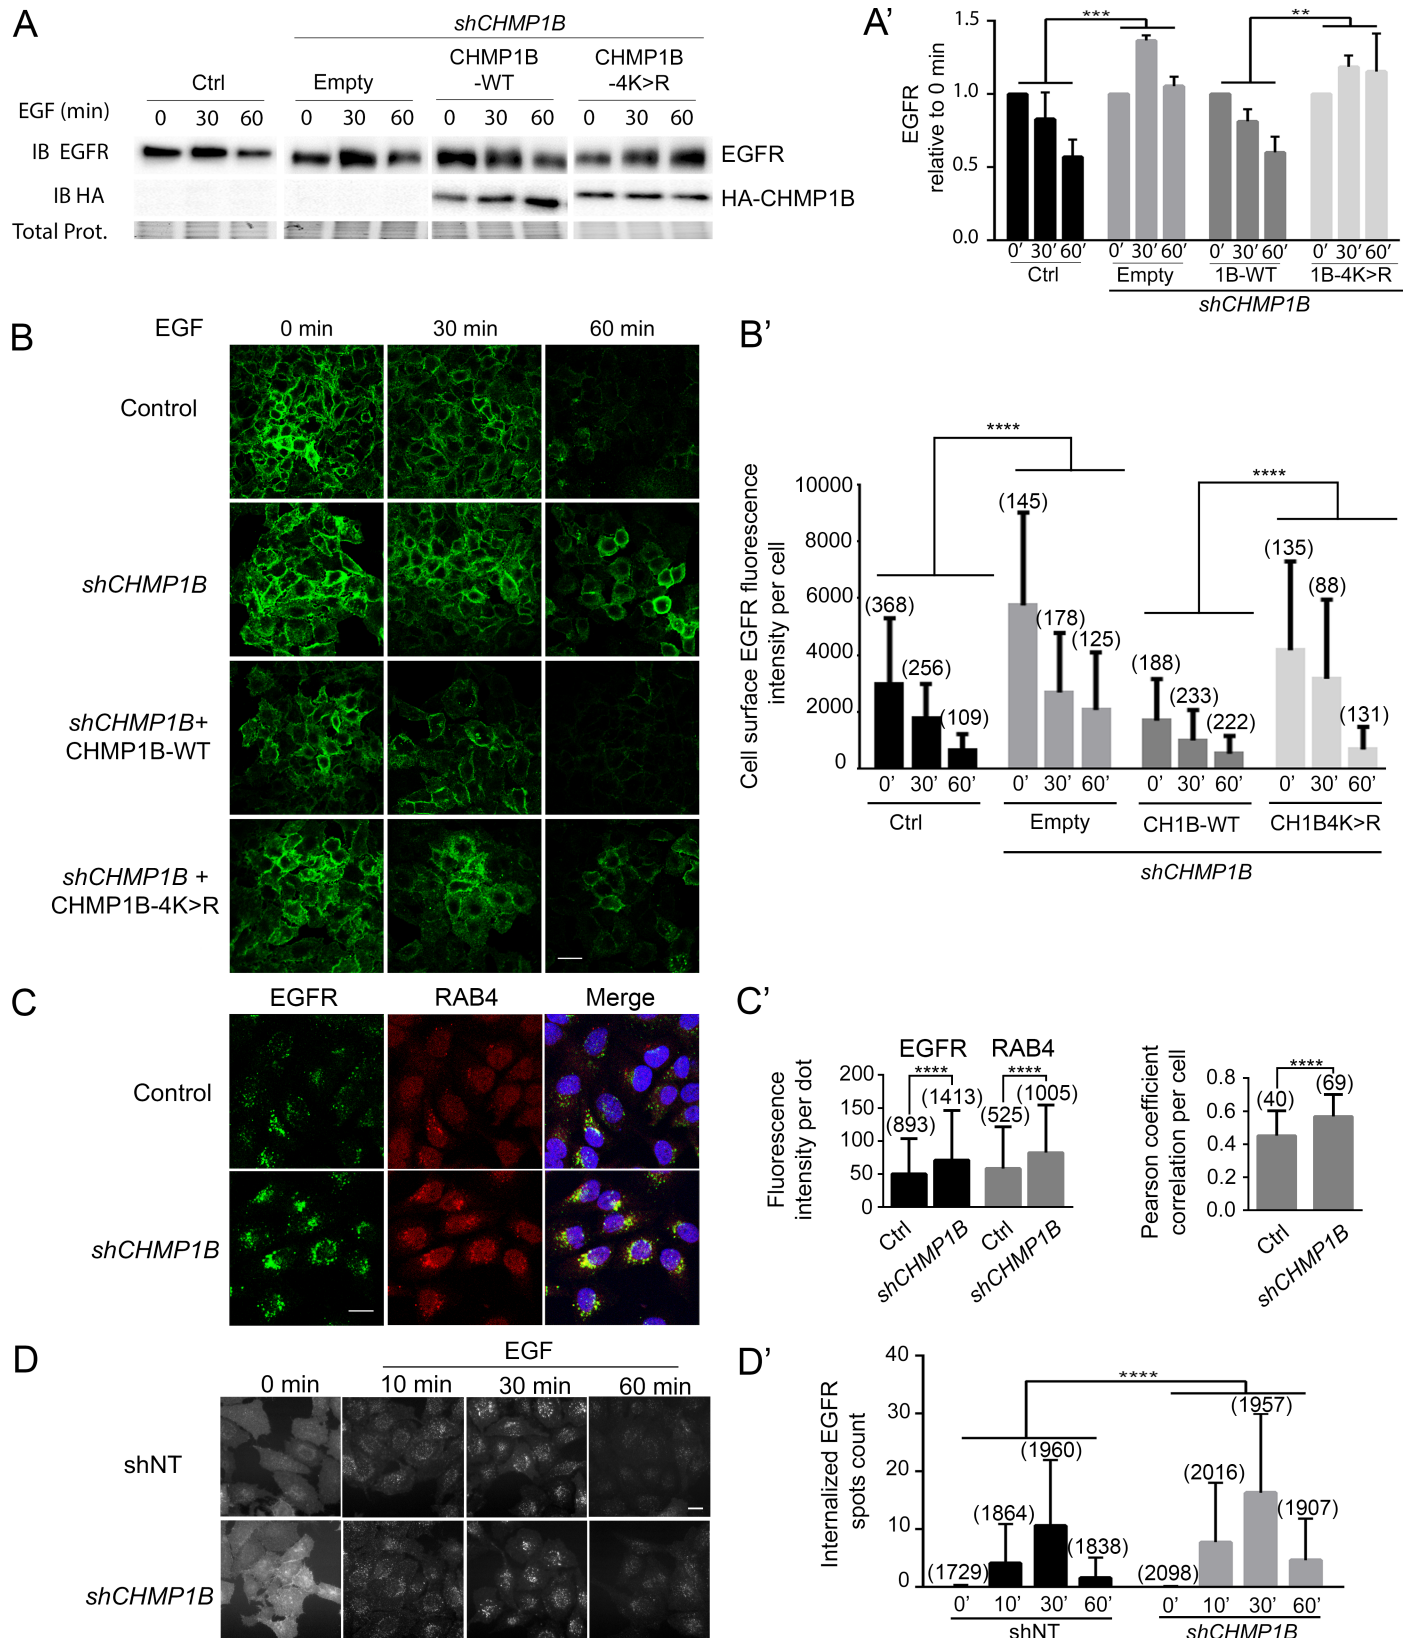 A
shCHMP1B
Ctrl
Empty
CHMP1B
-WT
CHMP1B
-4K>R
EGF (min)
0 30 60 0 30 60 0 30 60 0 30 60
IB EGFR
EGFR
IB HA
HA-CHMP1B
Total Prot.
A'
EGFR
relative to 0 min
1.5
1.0
0.5
0.0
***
**
0' 30' 60' 0' 30' 60' 0' 30' 60' 0' 30' 60'
Ctrl Empty 1B-WT 1B-4K>R
shCHMP1B
B
EGF 0 min 30 min 60 min
Control
shCHMP1B
shCHMP1B+
CHMP1B-WT
shCHMP1B +
CHMP1B-4K>R
B'
Cell surface EGFR fluorescence
intensity per cell
10000
8000
6000
4000
2000
0
****
****
(368) (256) (109) (145) (178) (125) (188) (233) (222) (135) (88) (131)
0' 30' 60' 0' 30' 60' 0' 30' 60' 0' 30' 60'
Ctrl Empty CH1B-WT CH1B4K>R
shCHMP1B
C
EGFR RAB4 Merge
Control
shCHMP1B
C'
Fluorescence
intensity per dot
EGFR RAB4
200
150
100
50
0
**** ****
(893) (1413) (525) (1005)
Ctrl shCHMP1B Ctrl shCHMP1B
Pearson coefficient
correlation per cell
0.8
0.6
0.4
0.2
0.0
****
(40) (69)
Ctrl shCHMP1B
D
EGF
0 min 10 min 30 min 60 min
shNT
shCHMP1B
D'
Internalized EGFR
spots count
40
30
20
10
0
****
(1729) (1864) (1960) (1838) (2098) (2016) (1957) (1907)
0' 10' 30' 60' 0' 10' 30' 60'
shNT shCHMP1B